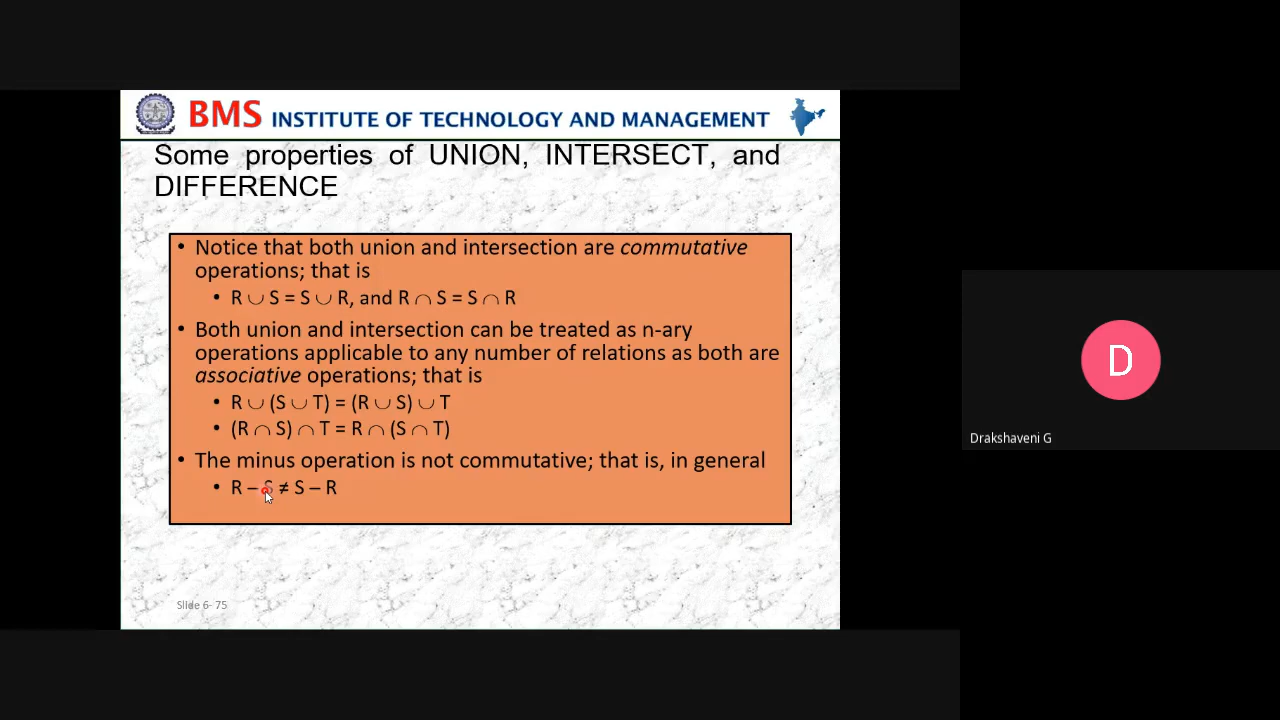 BMS INSTITUTE OF TECHNOLOGY AND MANAGEMENT
Some properties of UNION, INTERSECT, and
DIFFERENCE
• Notice that both union and intersection are commutative
operations; that is
• R ∪ S = S ∪ R, and R ∩ S = S ∩ R
• Both union and intersection can be treated as n-ary
operations applicable to any number of relations as both are
associative operations; that is
• R ∪ (S ∪ T) = (R ∪ S) ∪ T
• (R ∩ S) ∩ T = R ∩ (S ∩ T)
• The minus operation is not commutative; that is, in general
• R – S ≠ S – R
Slide 6- 75
D
Drakshaveni G